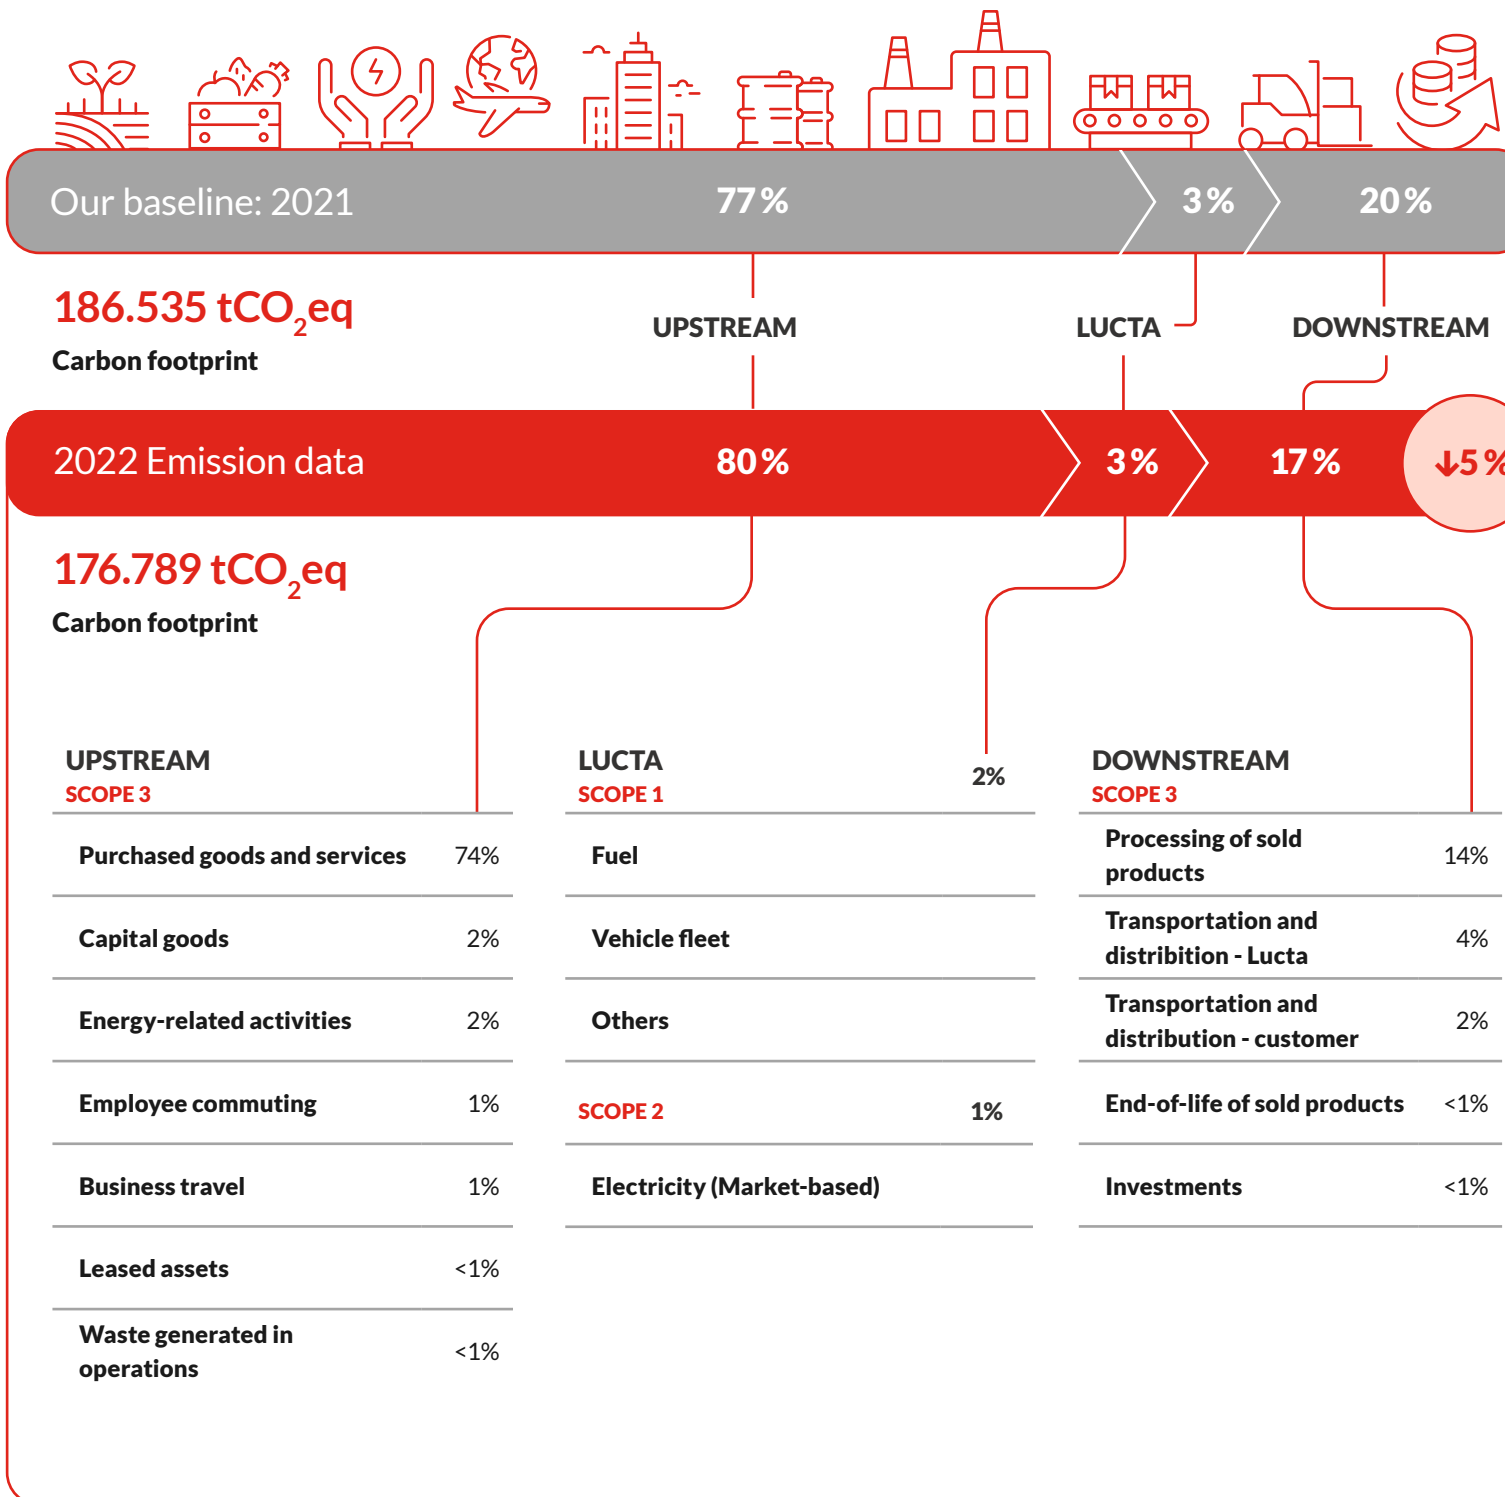 Our baseline: 2021 77% 3% 20%
186.535 tCO2eq
Carbon footprint
UPSTREAM LUCTA DOWNSTREAM
2022 Emission data 80% 3% 17% ↓5%
176.789 tCO2eq
Carbon footprint
UPSTREAM
SCOPE 3
Purchased goods and services 74%
Capital goods 2%
Energy-related activities 2%
Employee commuting 1%
Business travel 1%
Leased assets <1%
Waste generated in
operations <1%
LUCTA
SCOPE 1 2%
Fuel
Vehicle fleet
Others
SCOPE 2 1%
Electricity (Market-based)
DOWNSTREAM
SCOPE 3
Processing of sold
products 14%
Transportation and
distribition - Lucta 4%
Transportation and
distribution - customer 2%
End-of-life of sold products <1%
Investments <1%